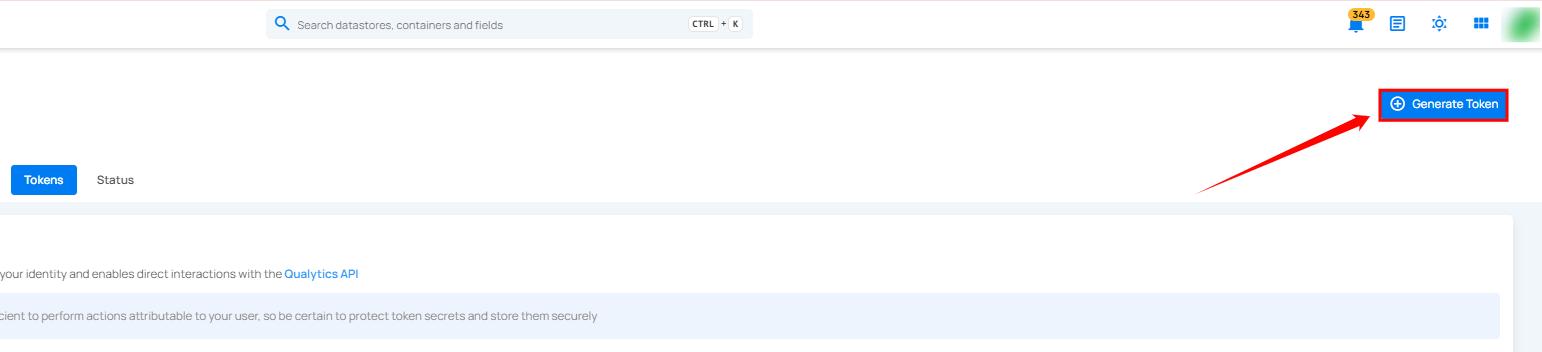 Search datastores, containers and fields CTRL + K 343
Generate Token
Tokens Status
your identity and enables direct interactions with the Qualytics API
cient to perform actions attributable to your user, so be certain to protect token secrets and store them securely